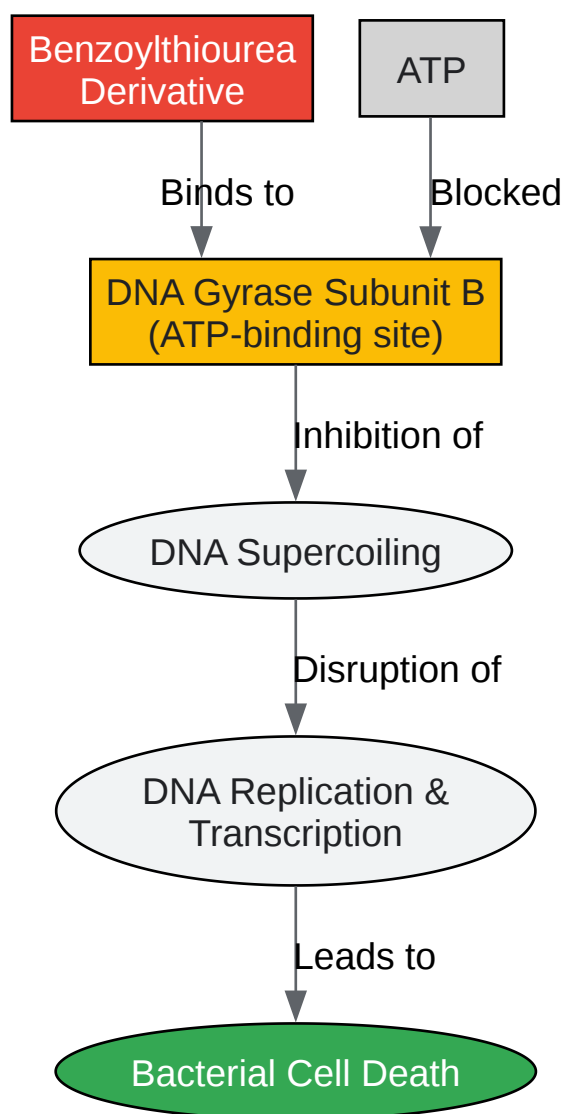 Benzoylthiourea
Derivative
ATP
Binds to
Blocked
DNA Gyrase Subunit B
(ATP-binding site)
Inhibition of
DNA Supercoiling
Disruption of
DNA Replication &
Transcription
Leads to
Bacterial Cell Death